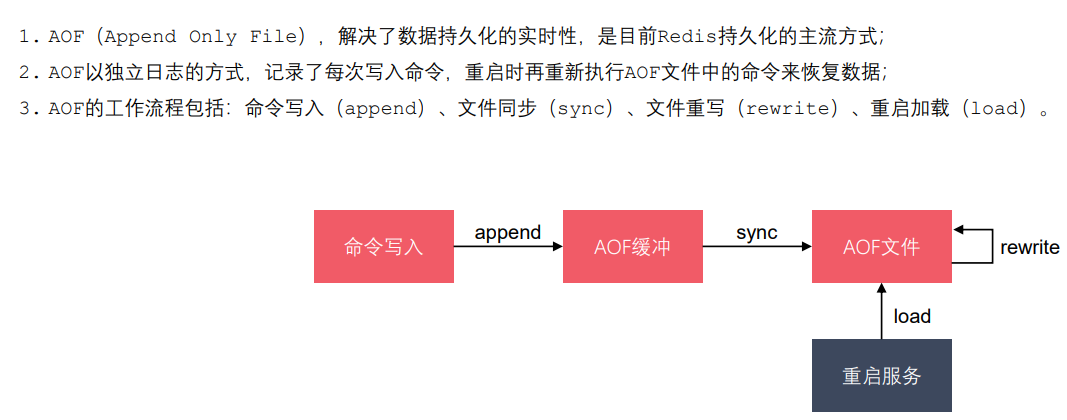 1. AOF（Append Only File），解决了数据持久化的实时性，是目前Redis持久化的主流方式；
2. AOF以独立日志的方式，记录了每次写入命令，重启时再重新执行AOF文件中的命令来恢复数据；
3. AOF的工作流程包括：命令写入（append）、文件同步（sync）、文件重写（rewrite）、重启加载（load）。
命令写入
append
AOF缓冲
sync
AOF文件
rewrite
load
重启服务